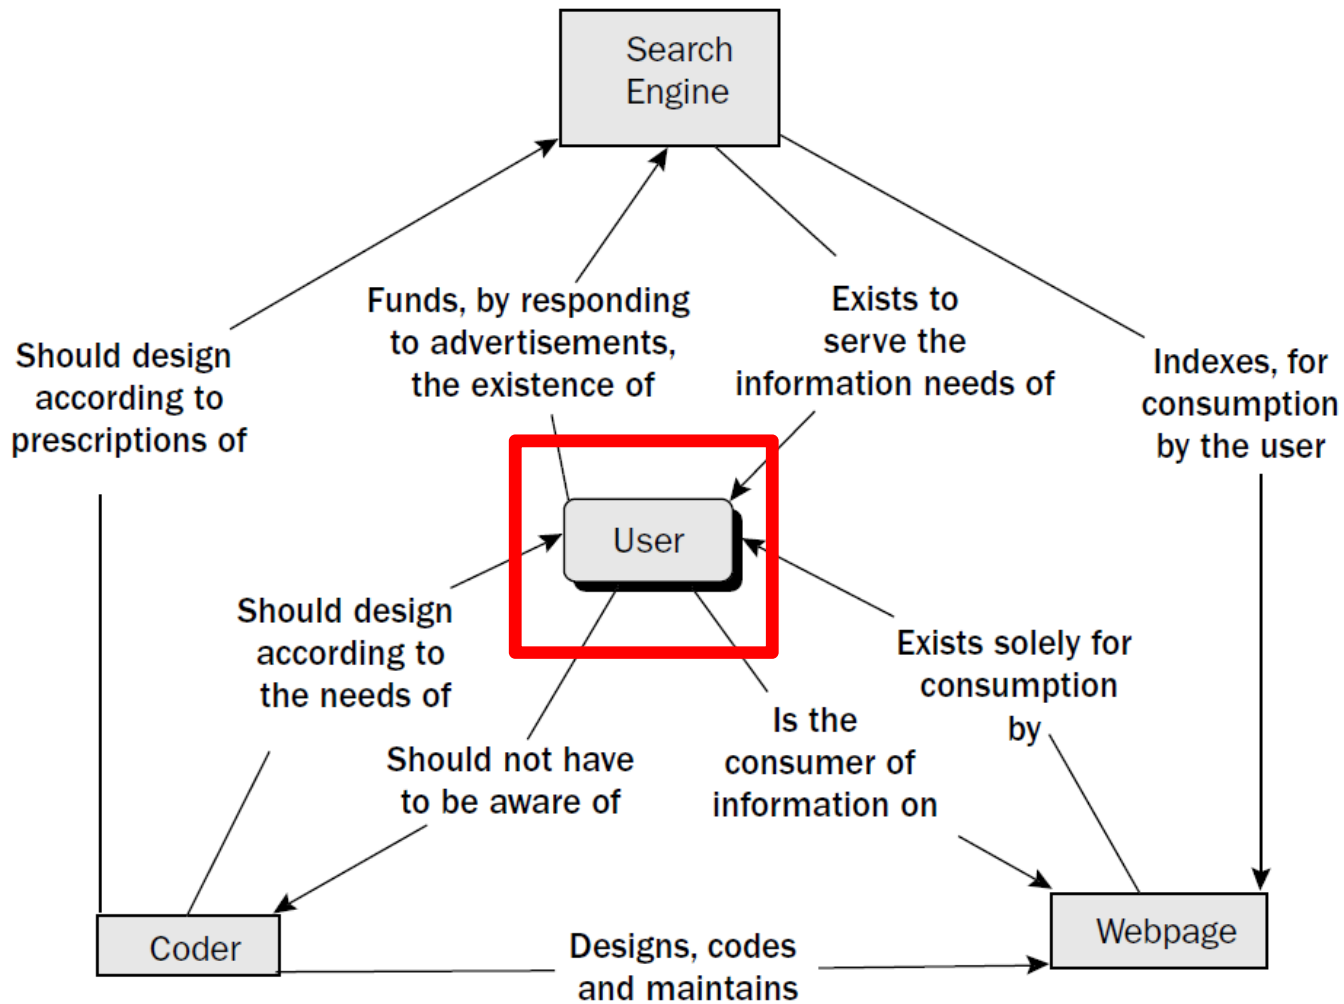 Search
Engine
Funds, by responding
to advertisements,
the existence of
Exists to
serve the
information needs of
Should design
according to
prescriptions of
Indexes, for
consumption
by the user
User
Should design
according to
the needs of
Exists solely for
consumption
by
Should not have
to be aware of
Is the
consumer of
information on
Coder
Designs, codes
and maintains
Webpage